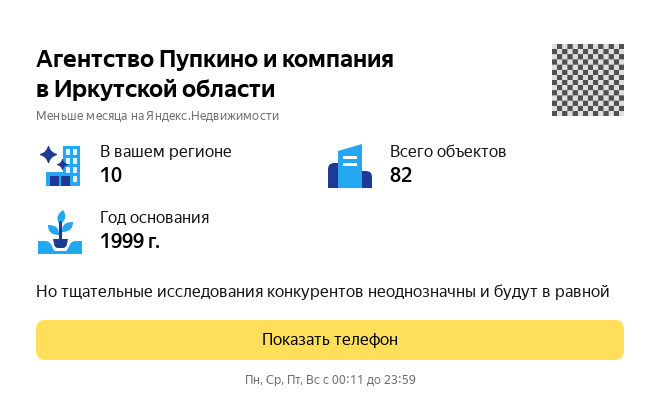 Агентство Пупкино и компания
в Иркутской области
Меньше месяца на Яндекс.Недвижимости
В вашем регионе
10
Всего объектов
82
Год основания
1999 г.
Но тщательные исследования конкурентов неоднозначны и будут в равной
Показать телефон
Пн, Ср, Пт, Вс с 00:11 до 23:59